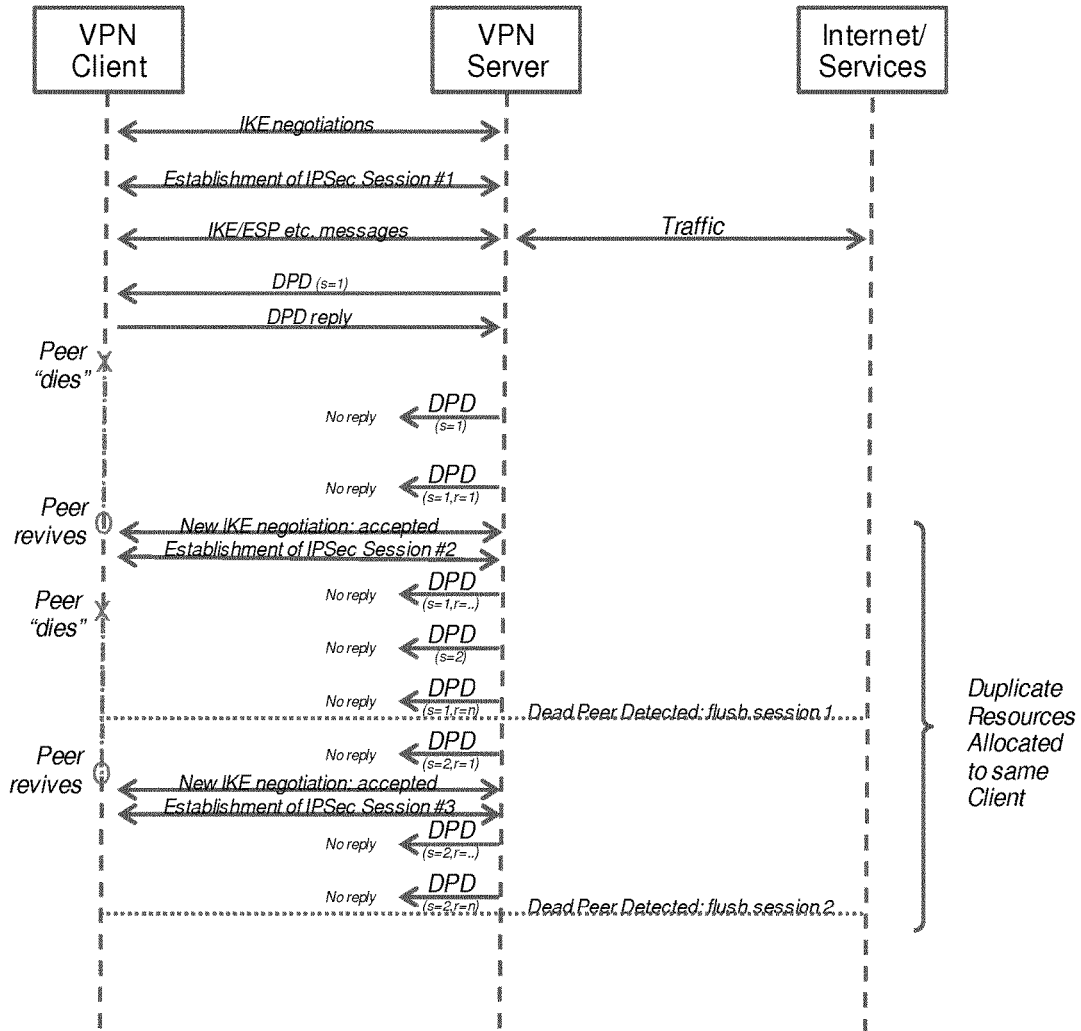 VPN
Client
VPN
Server
Internet/
Services
IKE negotiations
Establishment of IPSec Session #1
IKE/ESP etc. messages
Traffic
DPD (s=1)
DPD reply
Peer
"dies"
No reply
DPD
(s=1)
No reply
DPD
(s=1,r=1)
Peer
revives
New IKE negotiation: accepted
Establishment of IPSec Session #2
No reply
DPD
(s=1,r=..)
Peer
"dies"
No reply
DPD
(s=2)
No reply
DPD
(s=1,r=n)
Dead Peer Detected: flush session 1
No reply
DPD
(s=2,r=1)
Peer
revives
New IKE negotiation: accepted
Establishment of IPSec Session #3
No reply
DPD
(s=2,r=..)
No reply
DPD
(s=2,r=n)
Dead Peer Detected: flush session 2
Duplicate
Resources
Allocated
to same
Client